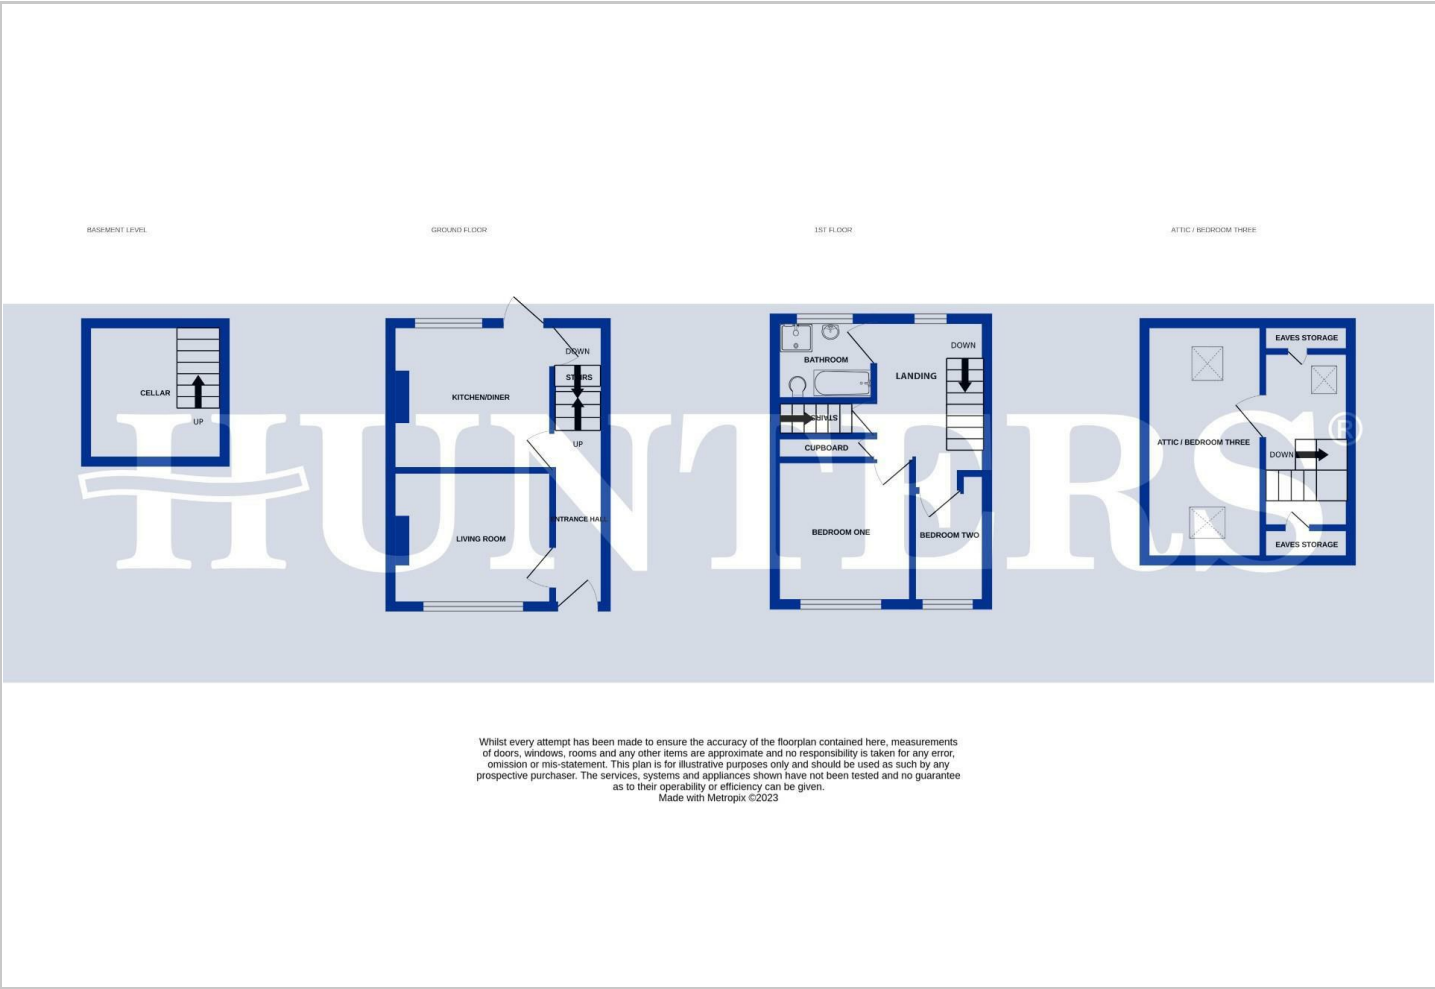 BASEMENT LEVEL
GROUND FLOOR
1ST FLOOR
ATTIC / BEDROOM THREE
CELLAR
UP
DOWN
STAIRS
KITCHEN/DINER
UP
ENTRANCE HALL
LIVING ROOM
BATHROOM
DOWN
LANDING
STAIRS
CUPBOARD
BEDROOM ONE
BEDROOM TWO
EAVES STORAGE
ATTIC / BEDROOM THREE
DOWN
EAVES STORAGE
HUNTERS®
Whilst every attempt has been made to ensure the accuracy of the floorplan contained here, measurements
of doors, windows, rooms and any other items are approximate and no responsibility is taken for any error,
omission or mis-statement. This plan is for illustrative purposes only and should be used as such by any
prospective purchaser. The services, systems and appliances shown have not been tested and no guarantee
as to their operability or efficiency can be given.
Made with Metropix ©2023